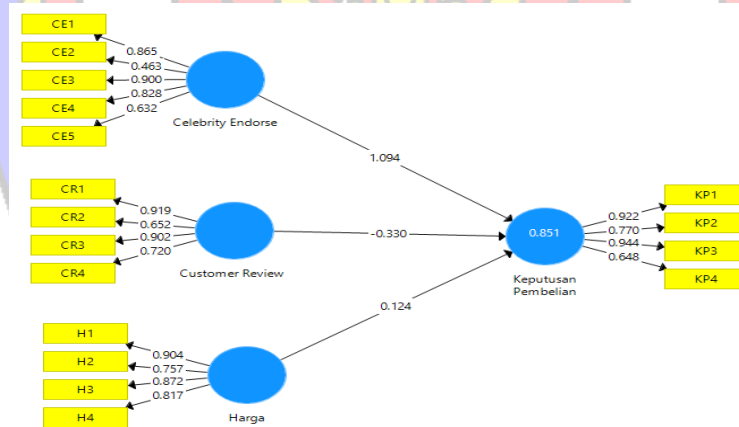 CE1
CE2
CE3
CE4
CE5
0.865
0.463
0.900
0.828
0.632
Celebrity Endorse
1.094
CR1
CR2
CR3
CR4
0.919
0.652
0.902
0.720
Customer Review
-0.330
H1
H2
H3
H4
0.904
0.757
0.872
0.817
Harga
0.124
0.851
Keputusan
Pembelian
0.922
0.770
0.944
0.648
KP1
KP2
KP3
KP4